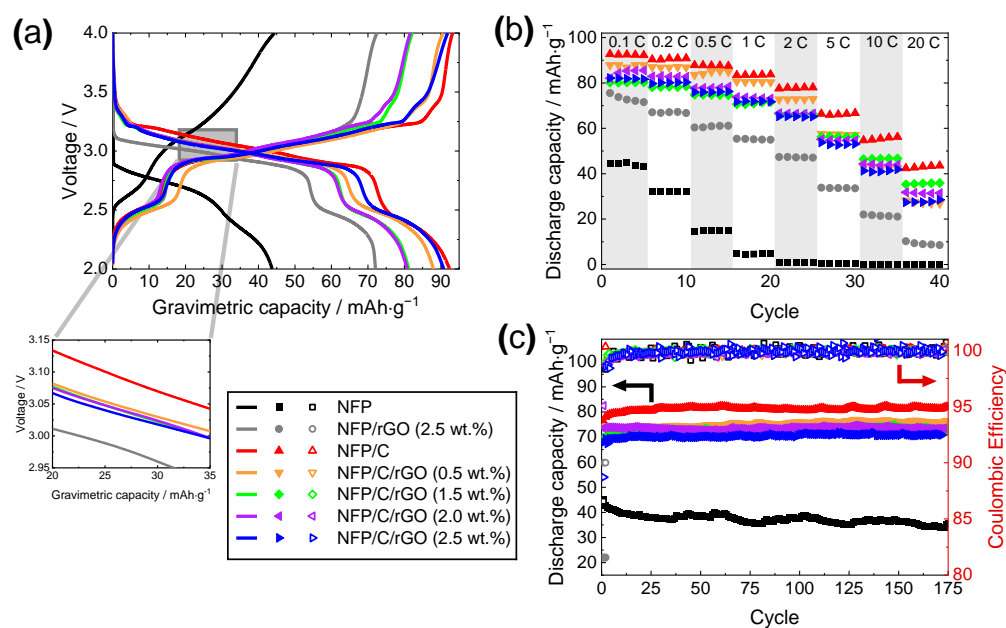 (a)
4.0
3.5
3.0
2.5
2.0
Voltage / V
0 10 20 30 40 50 60 70 80 90
Gravimetric capacity / mAh·g⁻¹
3.15
3.10
3.05
3.00
2.95
Voltage / V
20 25 30 35
Gravimetric capacity / mAh·g⁻¹
NFP
NFP/rGO (2.5 wt.%)
NFP/C
NFP/C/rGO (0.5 wt.%)
NFP/C/rGO (1.5 wt.%)
NFP/C/rGO (2.0 wt.%)
NFP/C/rGO (2.5 wt.%)
(b)
100
80
60
40
20
0
Discharge capacity / mAh·g⁻¹
0.1 C 0.2 C 0.5 C 1 C 2 C 5 C 10 C 20 C
0 10 20 30 40
Cycle
(c)
100
90
80
70
60
50
40
30
20
Discharge capacity / mAh·g⁻¹
100
95
90
85
80
Coulombic Efficiency
0 25 50 75 100 125 150 175
Cycle